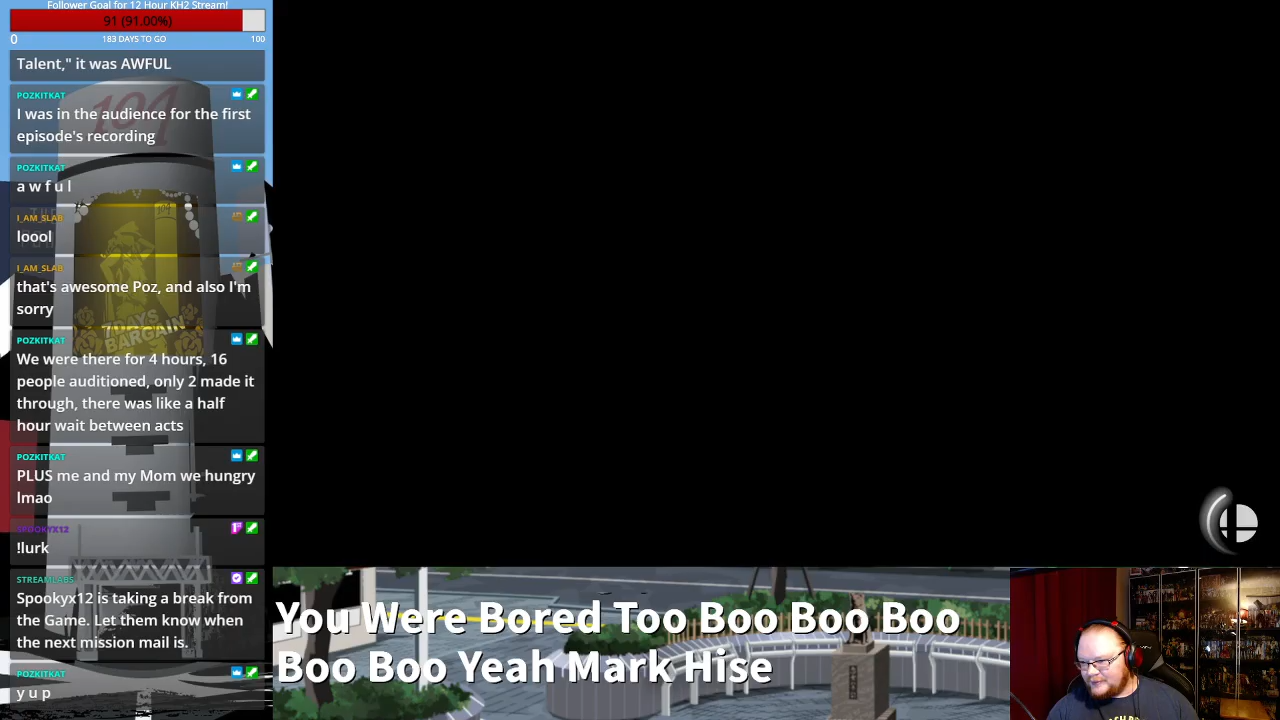 Follower Goal for 12 Hour KH2 Stream!
91 (91.00%)
0
183 DAYS TO GO
100
Talent," it was AWFUL
104
POZKITKAT
I was in the audience for the first
episode's recording
POZKITKAT
a w f u l
I_AM_SLAB
loool
I_AM_SLAB
that's awesome Poz, and also I'm
sorry
7DAYS
BARGAIN
POZKITKAT
We were there for 4 hours, 16
people auditioned, only 2 made it
through, there was like a half
hour wait between acts
POZKITKAT
PLUS me and my Mom we hungry
lmao
SPOOKYX12
!lurk
STREAMLABS
Spookyx12 is taking a break from
the Game. Let them know when
the next mission mail is.
POZKITKAT
y u p
You Were Bored Too Boo Boo Boo
Boo Boo Yeah Mark Hise